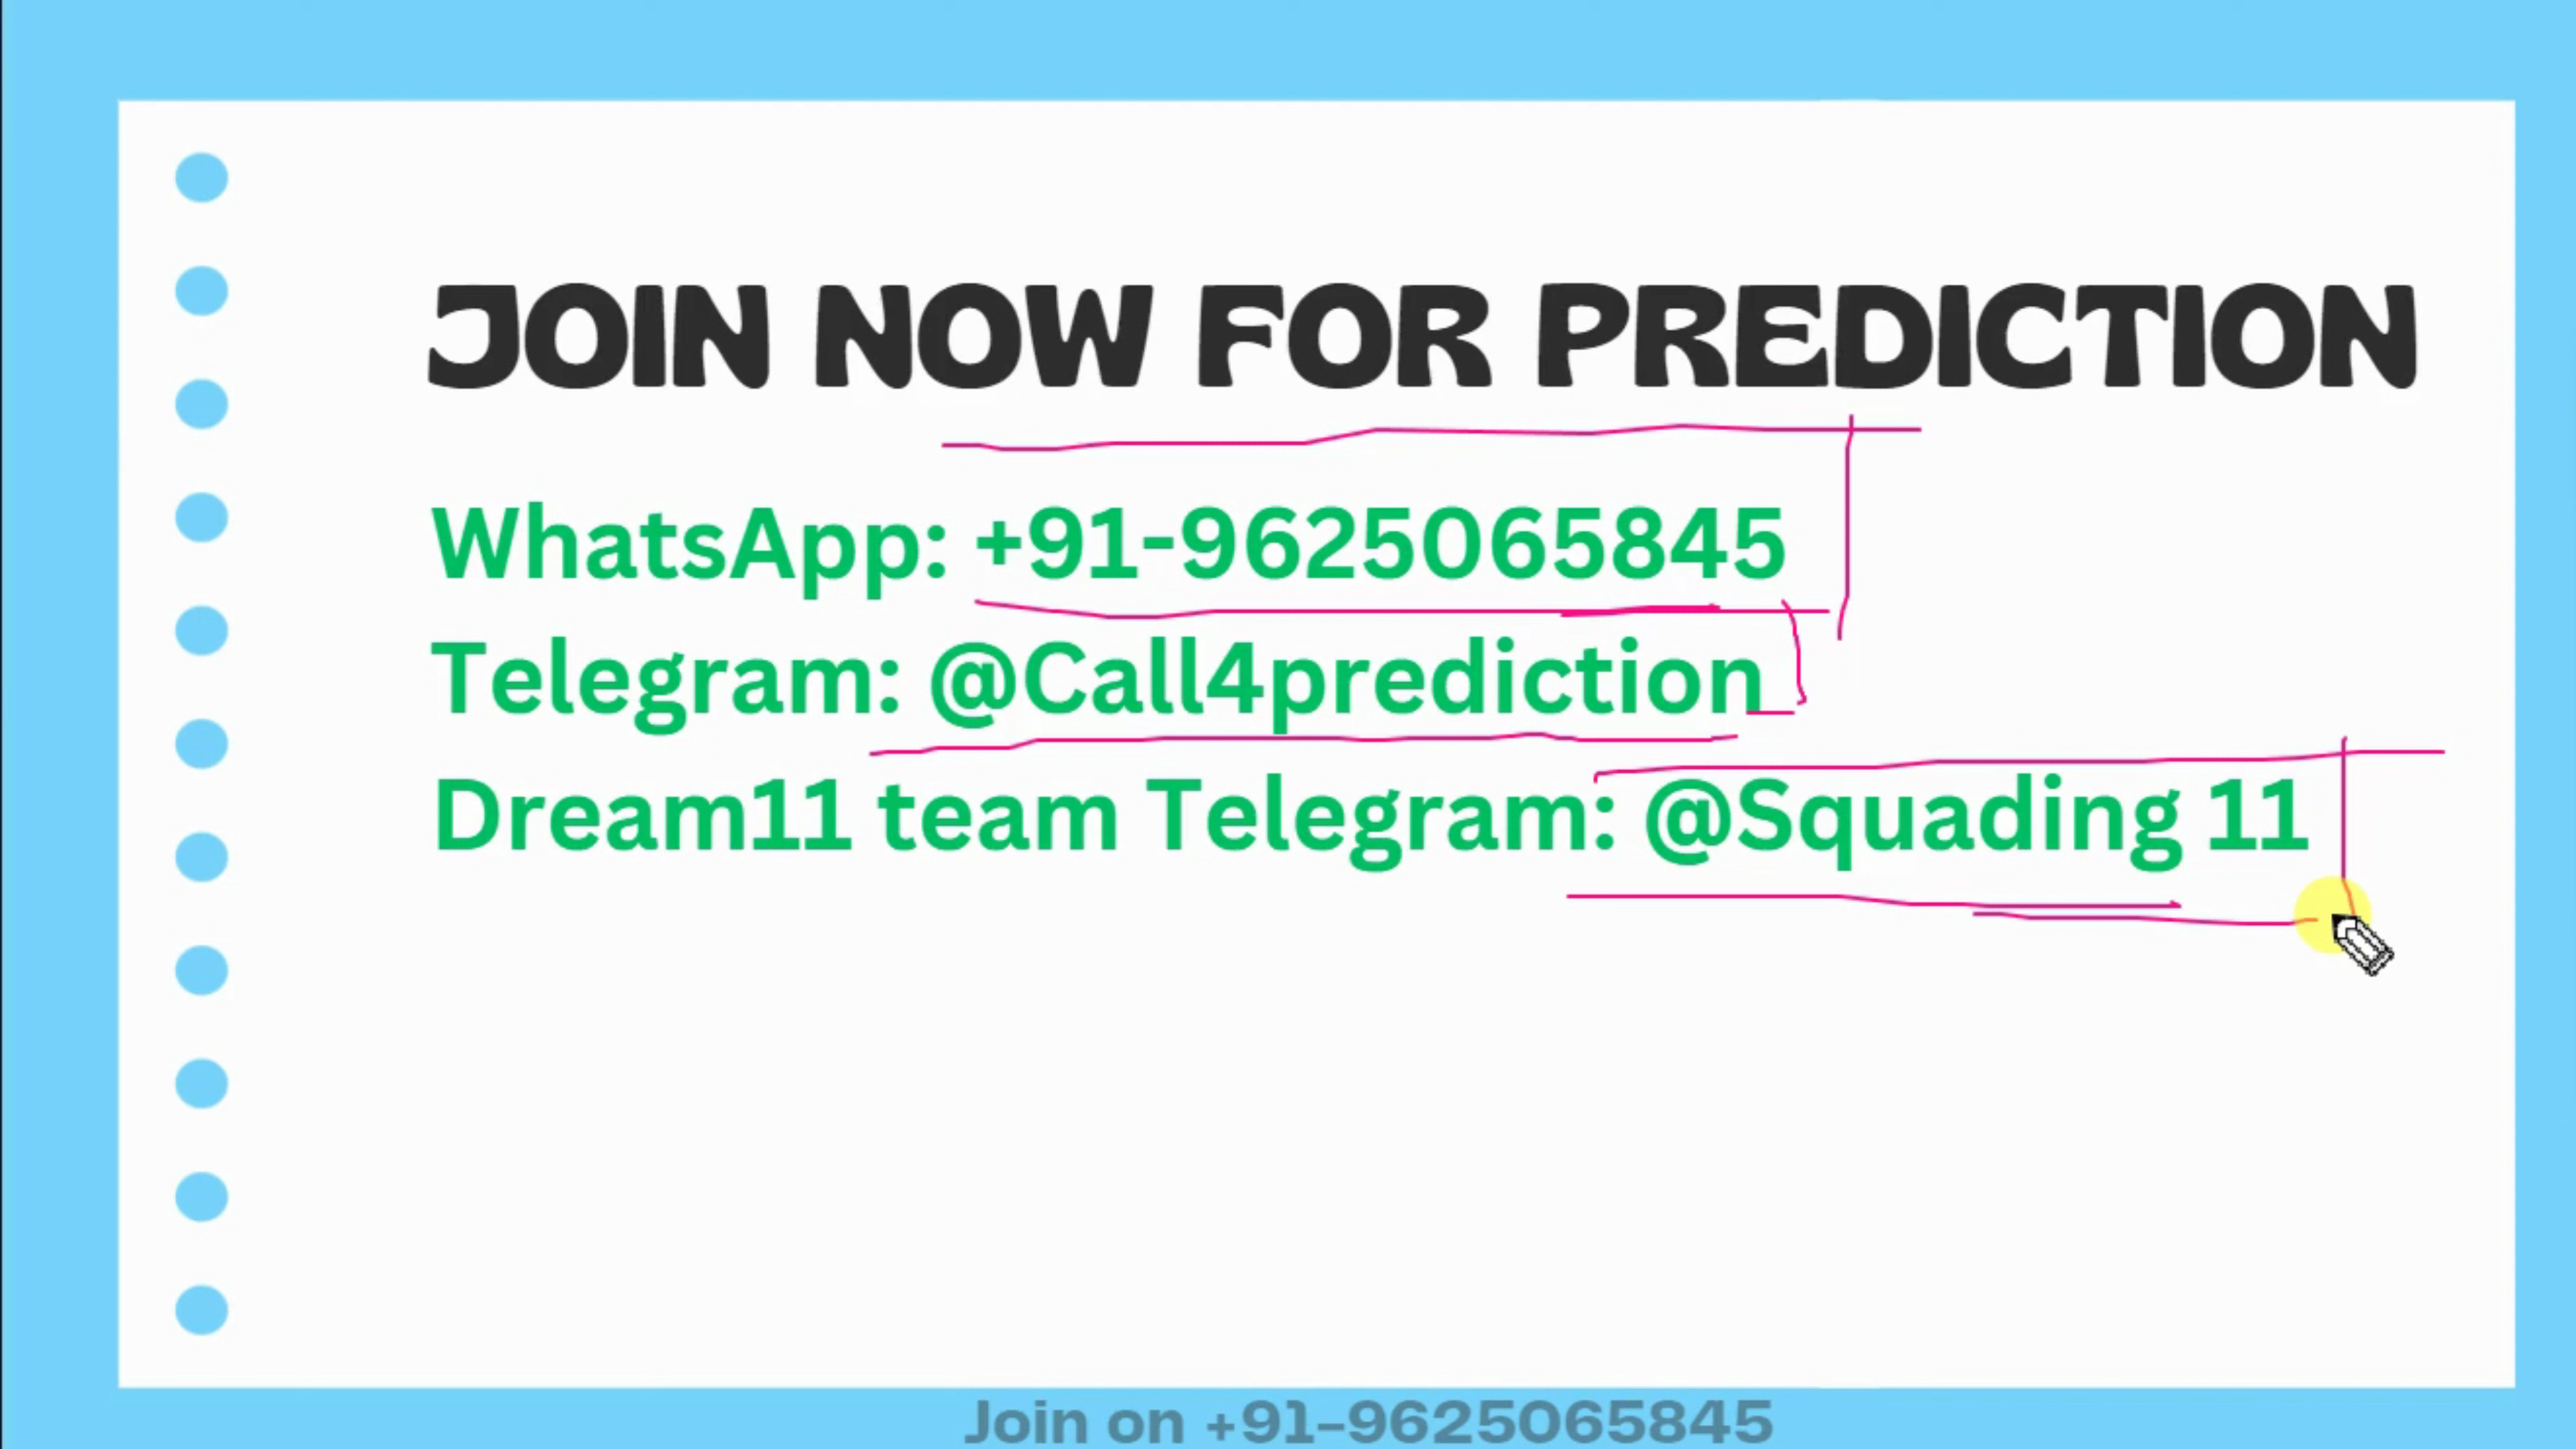 JOIN NOW FOR PREDICTION
WhatsApp: +91-9625065845
Telegram: @Call4prediction
Dream11 team Telegram: @Squading 11
Join on +91-9625065845